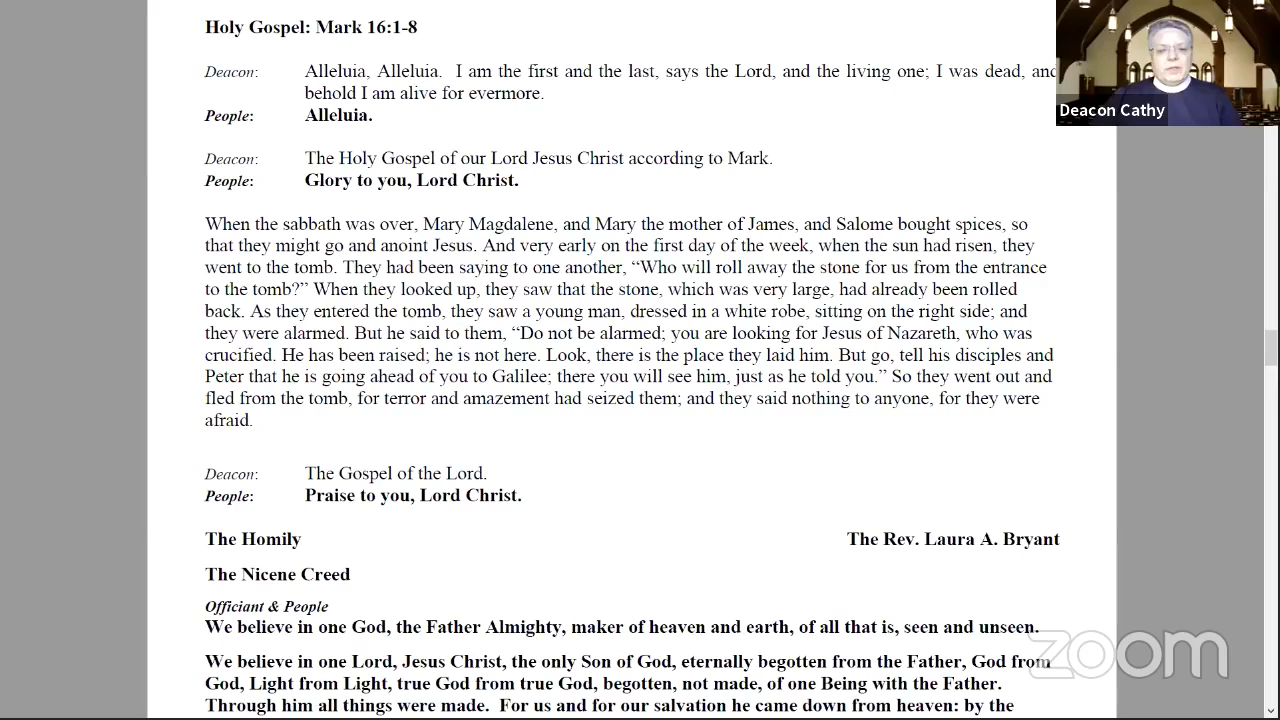 Holy Gospel: Mark 16:1-8
Deacon: Alleluia, Alleluia. I am the first and the last, says the Lord, and the living one; I was dead, and
behold I am alive for evermore.
People: Alleluia.
Deacon: The Holy Gospel of our Lord Jesus Christ according to Mark.
People: Glory to you, Lord Christ.
When the sabbath was over, Mary Magdalene, and Mary the mother of James, and Salome bought spices, so
that they might go and anoint Jesus. And very early on the first day of the week, when the sun had risen, they
went to the tomb. They had been saying to one another, “Who will roll away the stone for us from the entrance
to the tomb?” When they looked up, they saw that the stone, which was very large, had already been rolled
back. As they entered the tomb, they saw a young man, dressed in a white robe, sitting on the right side; and
they were alarmed. But he said to them, “Do not be alarmed; you are looking for Jesus of Nazareth, who was
crucified. He has been raised; he is not here. Look, there is the place they laid him. But go, tell his disciples and
Peter that he is going ahead of you to Galilee; there you will see him, just as he told you.” So they went out and
fled from the tomb, for terror and amazement had seized them; and they said nothing to anyone, for they were
afraid.
Deacon: The Gospel of the Lord.
People: Praise to you, Lord Christ.
The Homily The Rev. Laura A. Bryant
The Nicene Creed
Officiant & People
We believe in one God, the Father Almighty, maker of heaven and earth, of all that is, seen and unseen.
We believe in one Lord, Jesus Christ, the only Son of God, eternally begotten from the Father, God from
God, Light from Light, true God from true God, begotten, not made, of one Being with the Father.
Through him all things were made. For us and for our salvation he came down from heaven: by the
Deacon Cathy
zoom